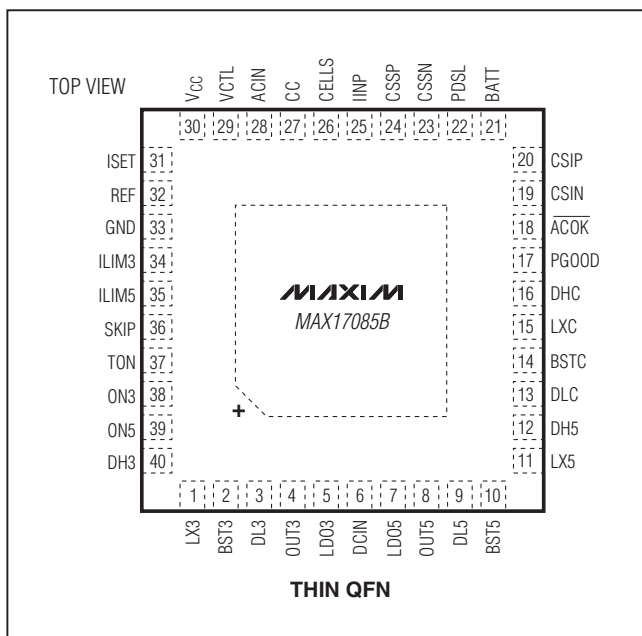 TOP VIEW
VCC VCTL ACIN CC CELLS IINP CSSP CSSN PDSL BATT
30 29 28 27 26 25 24 23 22 21
ISET 31 20 CSIP
REF 32 19 CSIN
GND 33 18 ACOK
ILIM3 34 17 PGOOD
ILIM5 35 16 DHC
SKIP 36 15 LXC
TON 37 14 BSTC
ON3 38 13 DLC
ON5 39 12 DH5
DH3 40 11 LX5
MAXIM
MAX17085B
+
1 2 3 4 5 6 7 8 9 10
LX3 BST3 DL3 OUT3 LDO3 DCIN LDO5 OUT5 DL5 BST5
THIN QFN